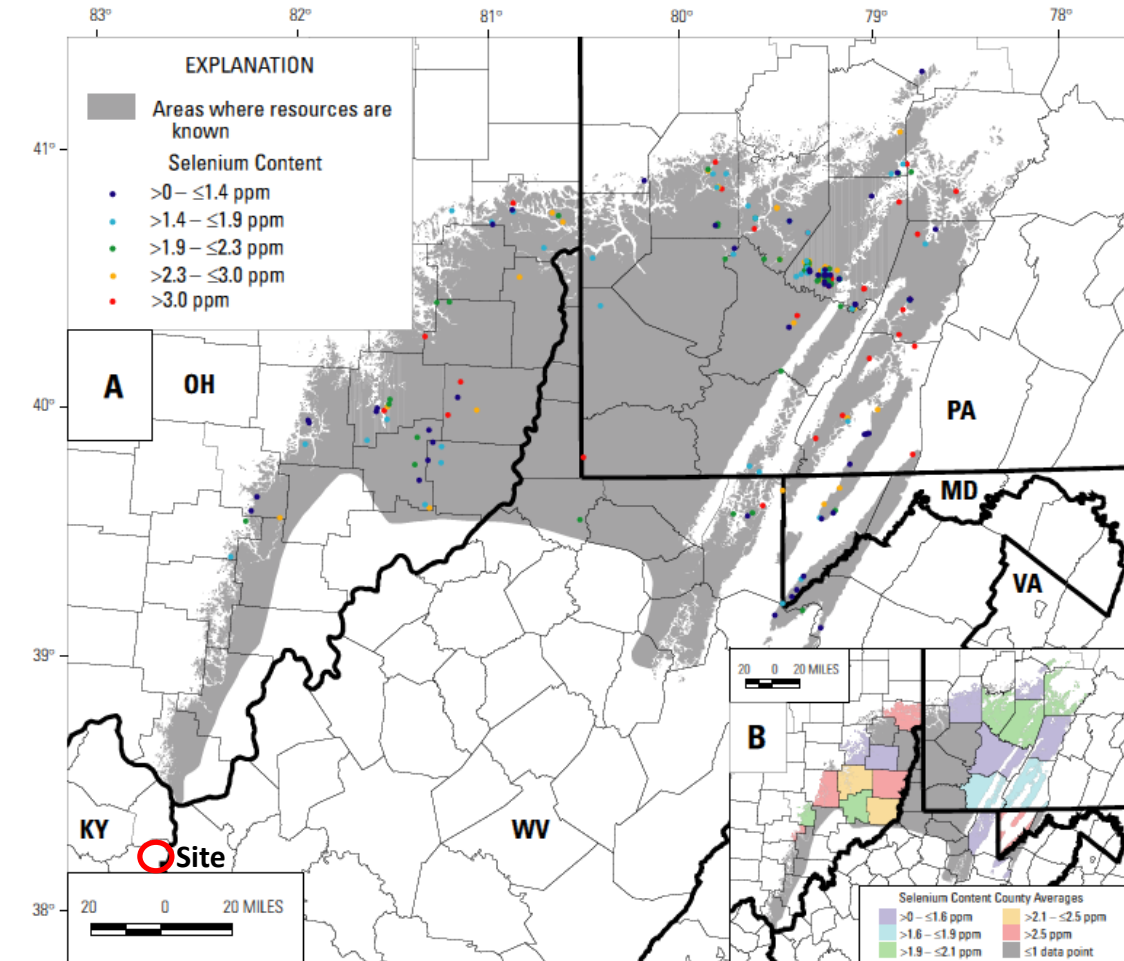 83° 82° 81° 80° 79° 78°
EXPLANATION
Areas where resources are
known
Selenium Content
>0 – ≤1.4 ppm
>1.4 – ≤1.9 ppm
>1.9 – ≤2.3 ppm
>2.3 – ≤3.0 ppm
>3.0 ppm
41°
40°
39°
38°
A
OH
PA
MD
VA
WV
KY
Site
20 0 20 MILES
20 0 20 MILES
B
Selenium Content County Averages
>0 – ≤1.6 ppm
>1.6 – ≤1.9 ppm
>1.9 – ≤2.1 ppm
>2.1 – ≤2.5 ppm
>2.5 ppm
≤1 data point